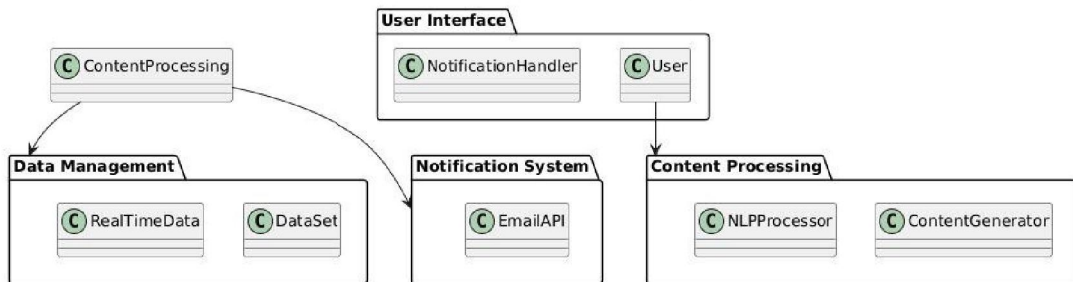 User Interface
C ContentProcessing
C NotificationHandler
C User
Data Management
Notification System
Content Processing
C RealTimeData
C DataSet
C EmailAPI
C NLPProcessor
C ContentGenerator